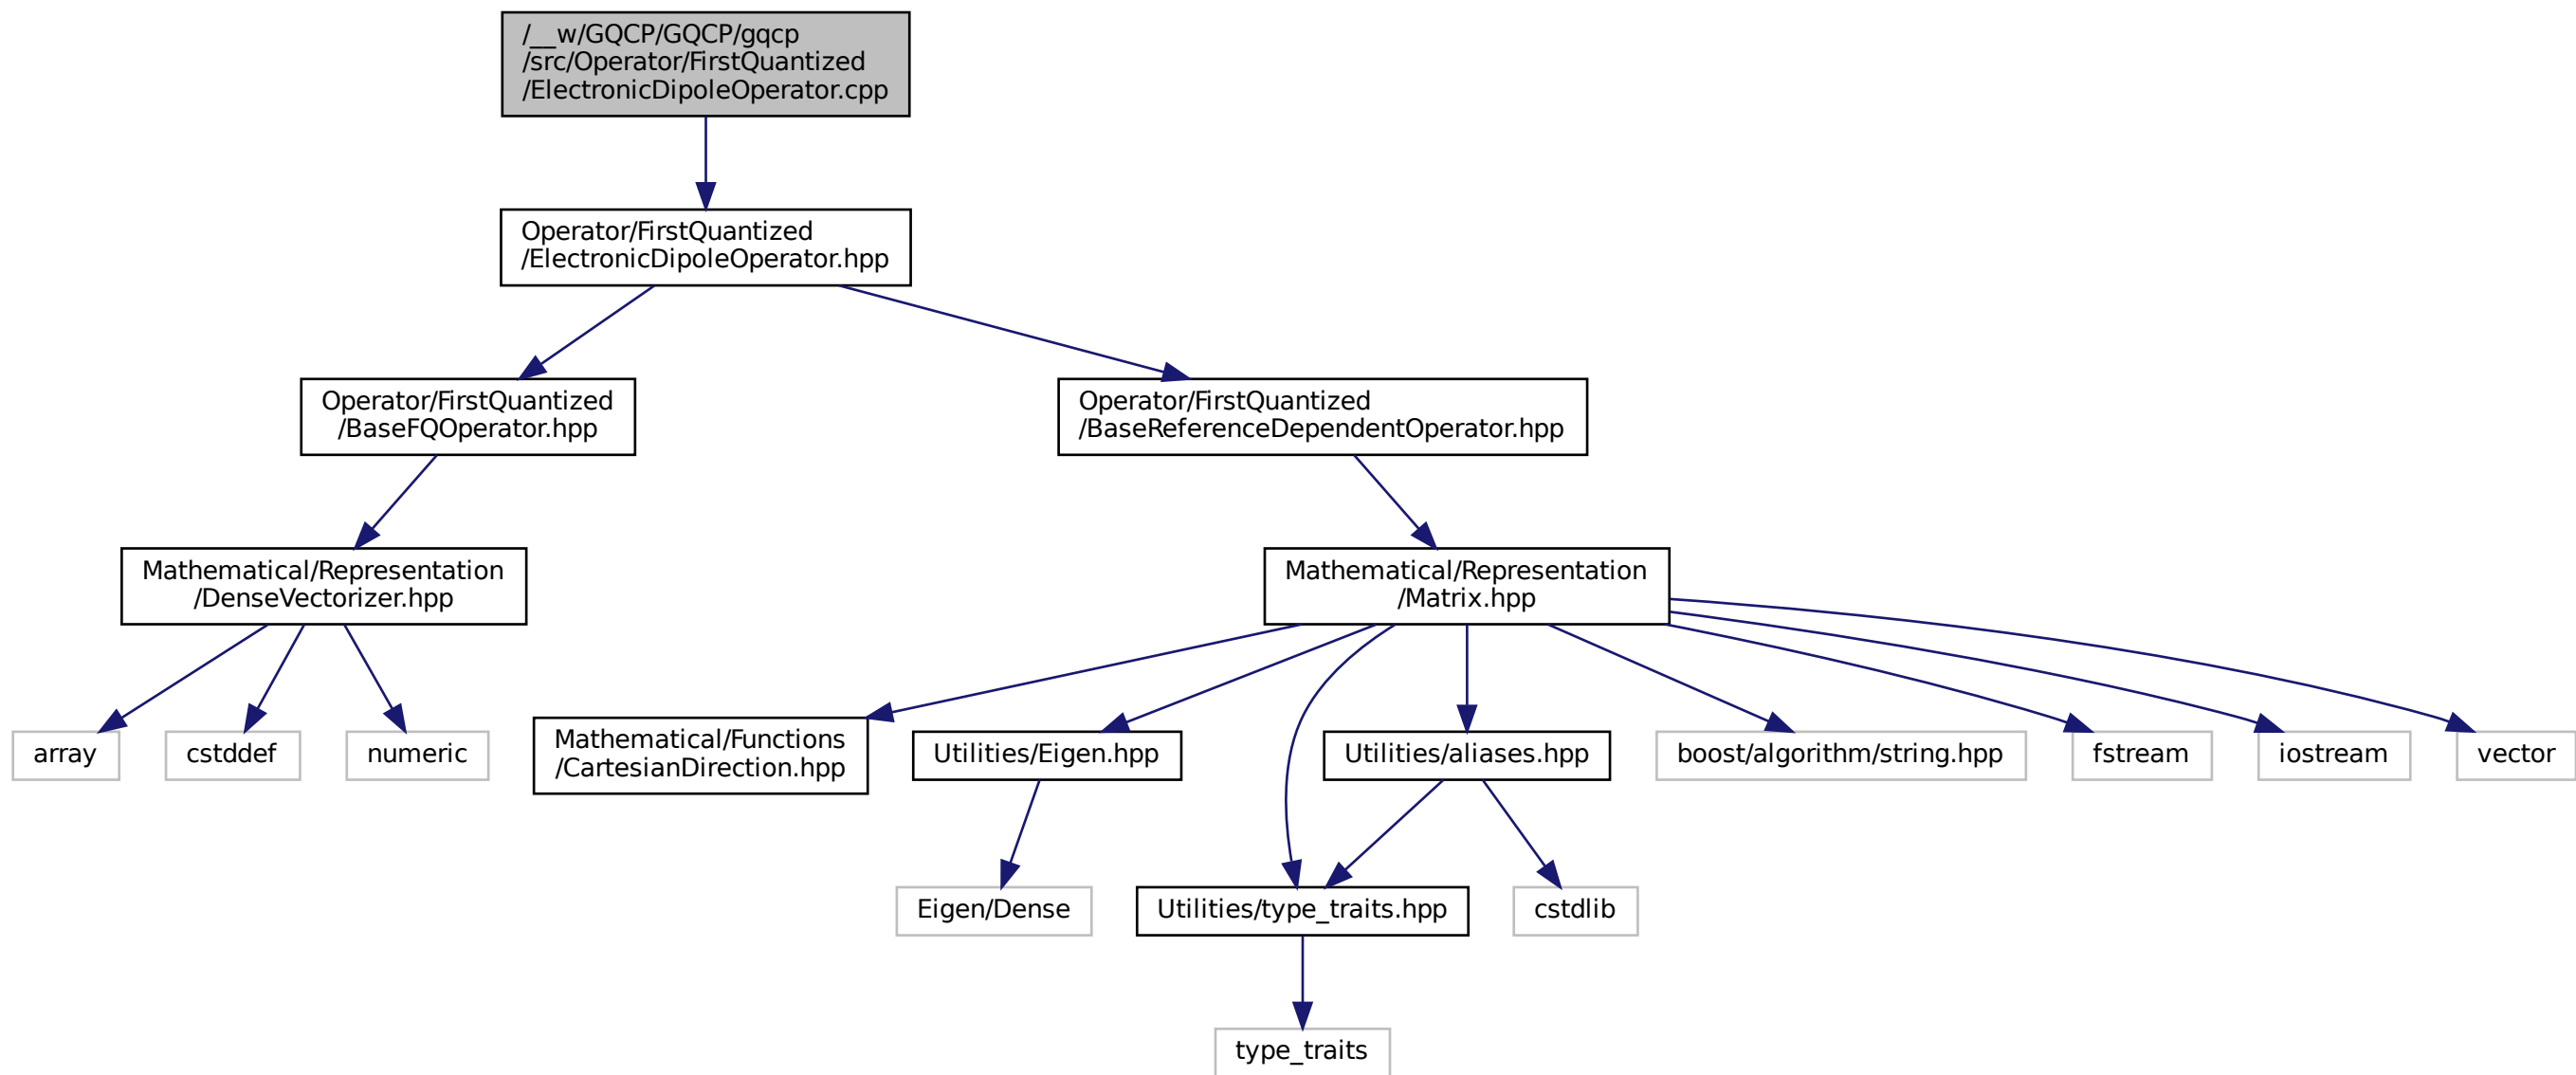 /__w/GQCP/GQCP/gqcp
/src/Operator/FirstQuantized
/ElectronicDipoleOperator.cpp
Operator/FirstQuantized
/ElectronicDipoleOperator.hpp
Operator/FirstQuantized
/BaseFQOperator.hpp
Operator/FirstQuantized
/BaseReferenceDependentOperator.hpp
Mathematical/Representation
/DenseVectorizer.hpp
Mathematical/Representation
/Matrix.hpp
array
cstddef
numeric
Mathematical/Functions
/CartesianDirection.hpp
Utilities/Eigen.hpp
Utilities/aliases.hpp
boost/algorithm/string.hpp
fstream
iostream
vector
Eigen/Dense
Utilities/type_traits.hpp
cstdlib
type_traits